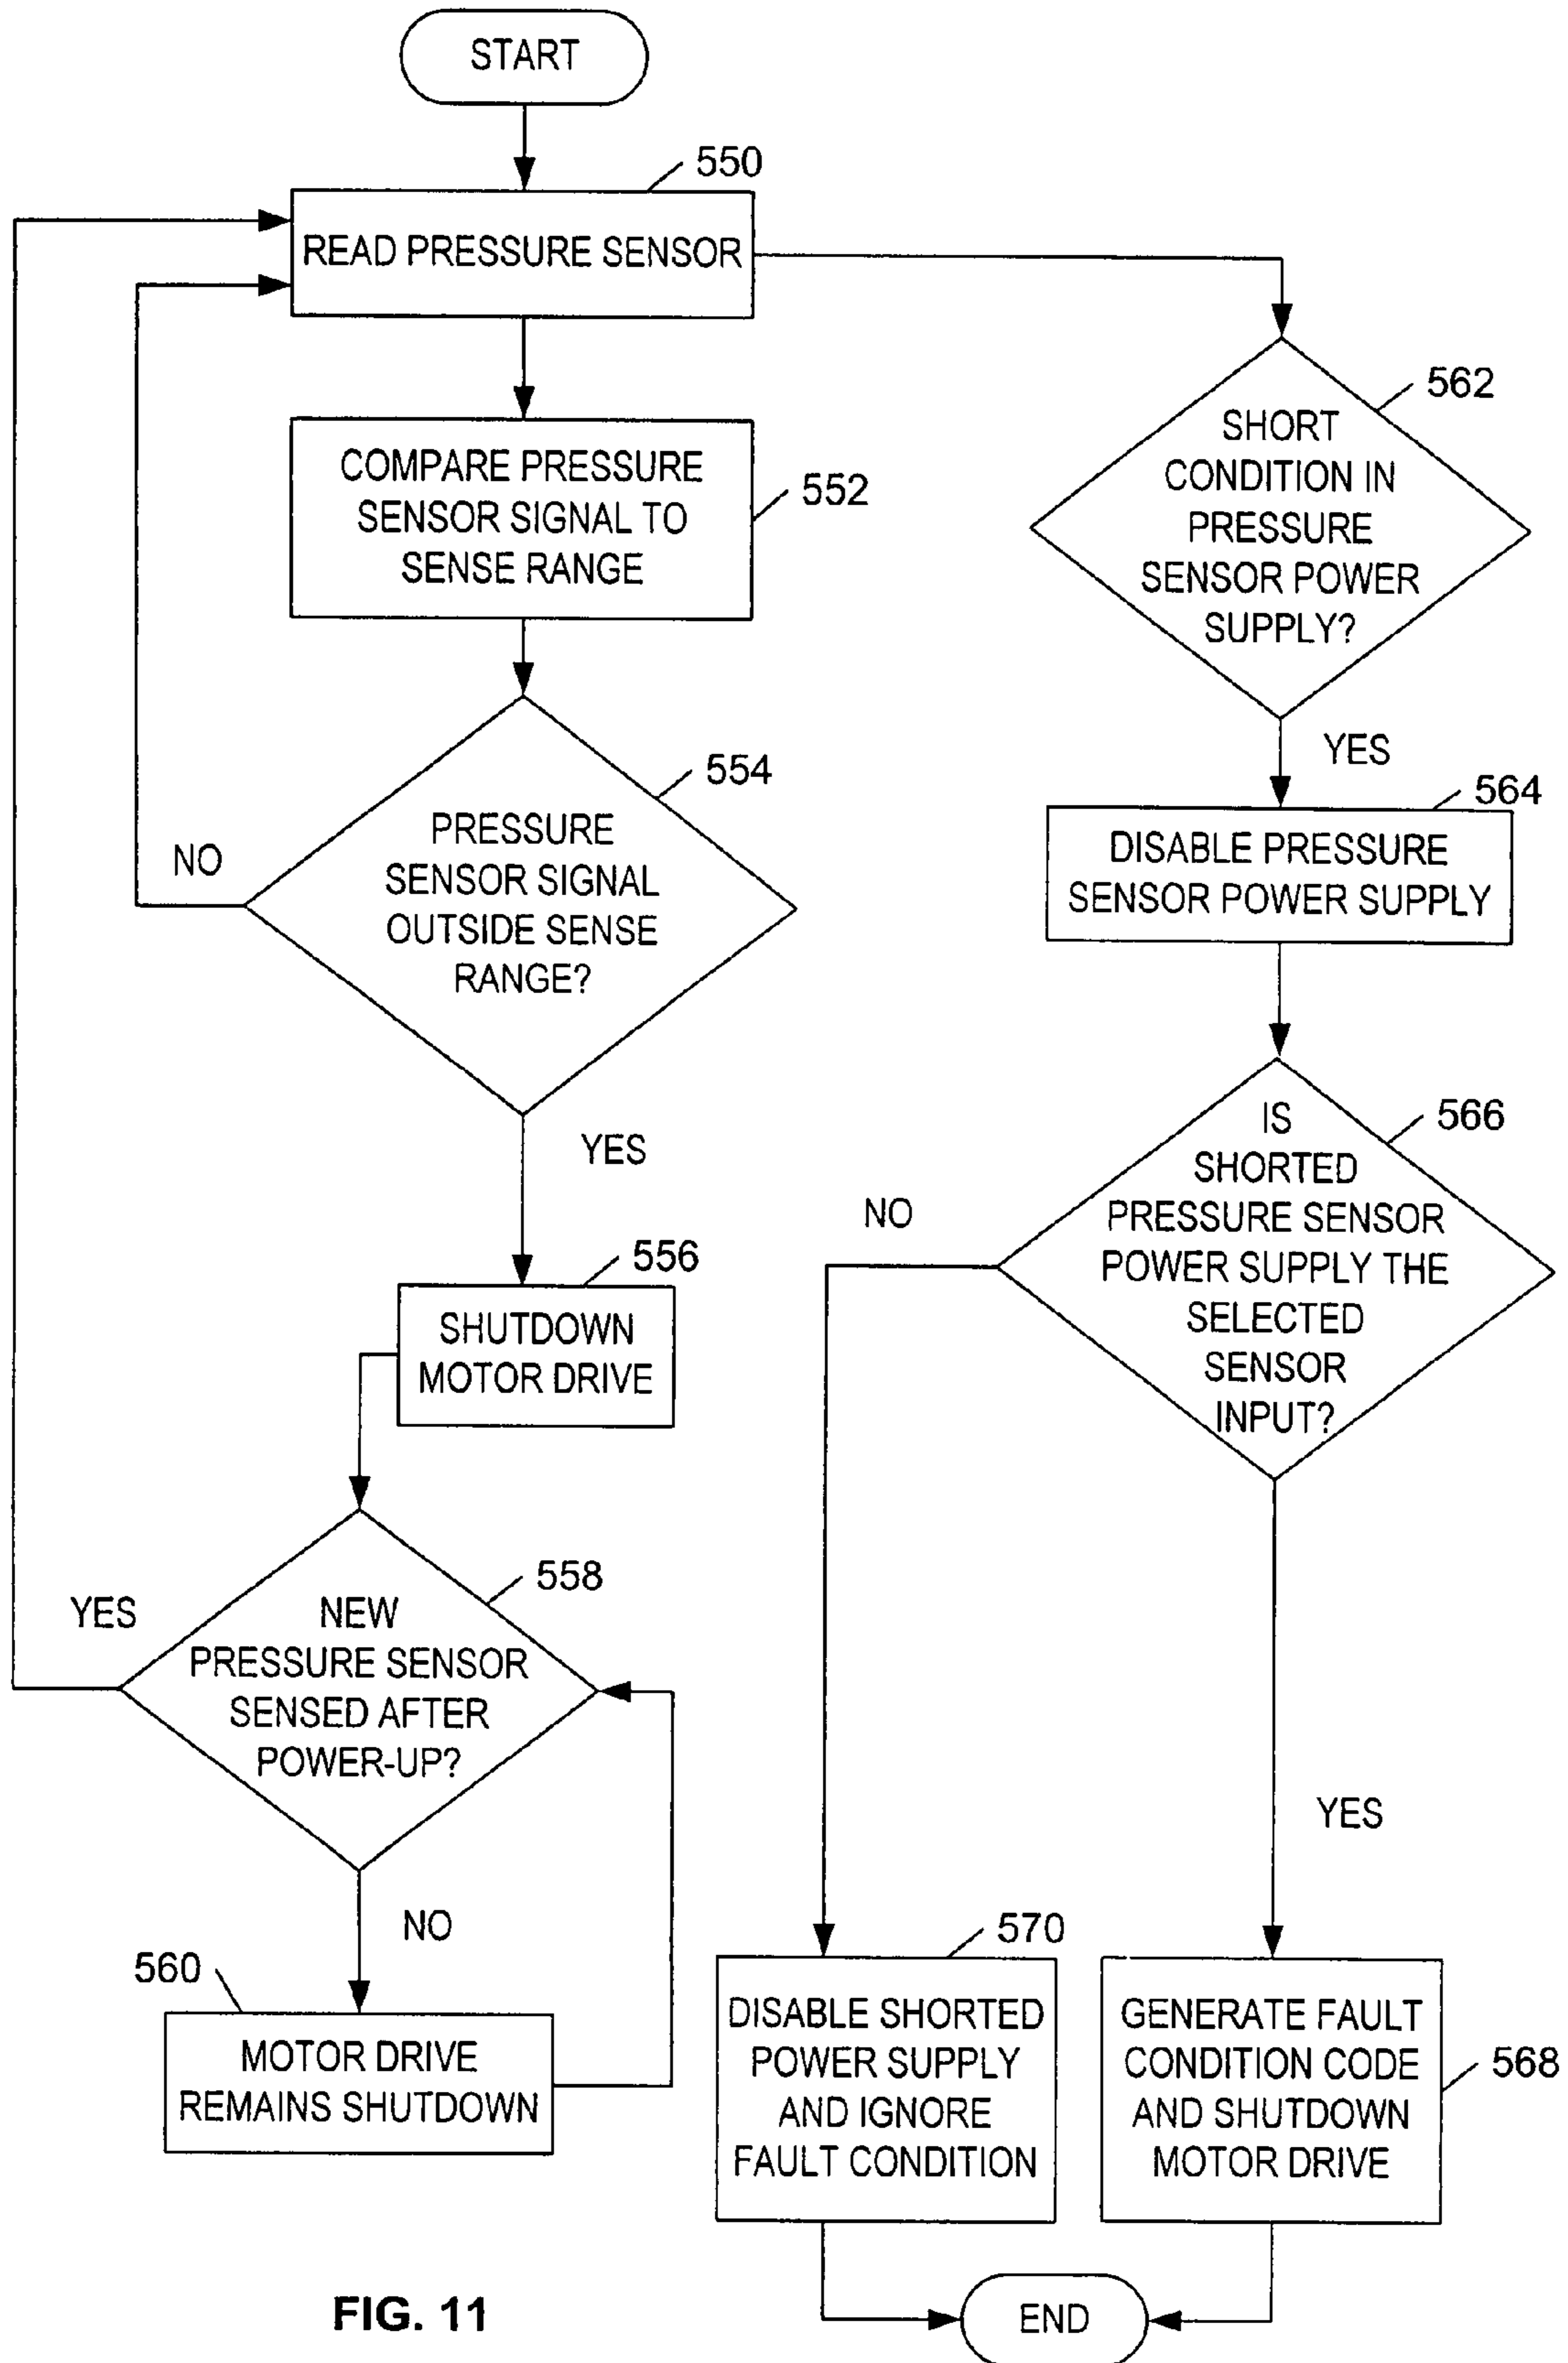 START
550
READ PRESSURE SENSOR
COMPARE PRESSURE
SENSOR SIGNAL TO
SENSE RANGE
552
554
PRESSURE
SENSOR SIGNAL
OUTSIDE SENSE
RANGE?
NO
YES
556
SHUTDOWN
MOTOR DRIVE
558
NEW
PRESSURE SENSOR
SENSED AFTER
POWER-UP?
YES
NO
560
MOTOR DRIVE
REMAINS SHUTDOWN
562
SHORT
CONDITION IN
PRESSURE
SENSOR POWER
SUPPLY?
YES
564
DISABLE PRESSURE
SENSOR POWER SUPPLY
566
IS
SHORTED
PRESSURE SENSOR
POWER SUPPLY THE
SELECTED
SENSOR
INPUT?
NO
YES
570
DISABLE SHORTED
POWER SUPPLY
AND IGNORE
FAULT CONDITION
GENERATE FAULT
CONDITION CODE
AND SHUTDOWN
MOTOR DRIVE
568
END
FIG. 11